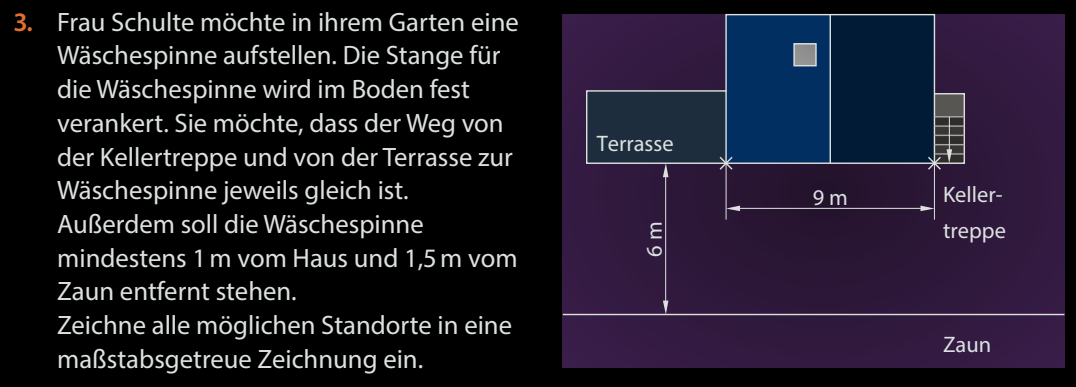 3. Frau Schulte möchte in ihrem Garten eine
Wäschespinne aufstellen. Die Stange für
die Wäschespinne wird im Boden fest
verankert. Sie möchte, dass der Weg von
der Kellertreppe und von der Terrasse zur
Wäschespinne jeweils gleich ist.
Außerdem soll die Wäschespinne
mindestens 1 m vom Haus und 1,5 m vom
Zaun entfernt stehen.
Zeichne alle möglichen Standorte in eine
maßstabsgetreue Zeichnung ein.
Terrasse
9 m
Keller-
treppe
6 m
Zaun